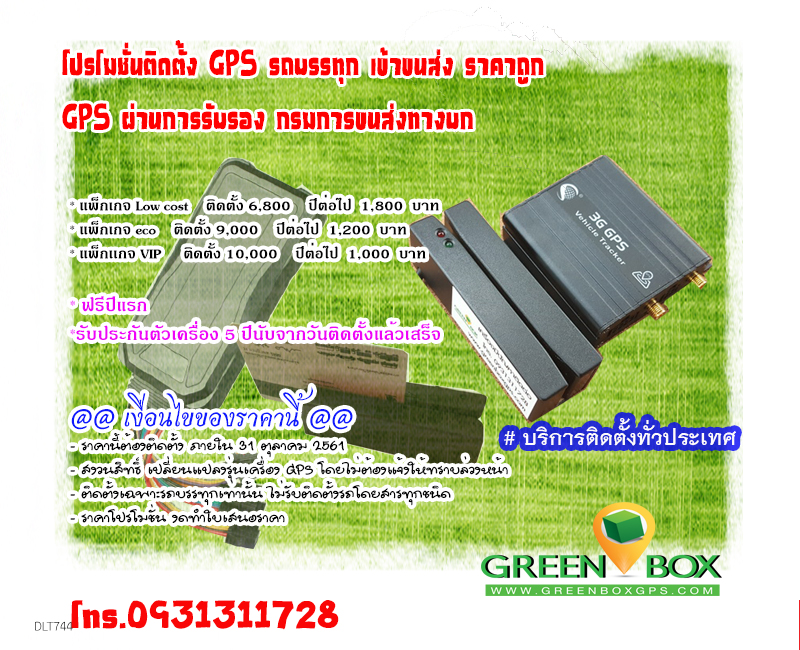 โปรโมชั่นติดตั้ง GPS รถบรรทุก เข้าขนส่ง ราคาถูก
GPS ผ่านการรับรอง กรมการขนส่งทางบก
* แพ็กเกจ Low cost ติดตั้ง 6,800 ปีต่อไป 1,800 บาท
* แพ็กเกจ eco ติดตั้ง 9,000 ปีต่อไป 1,200 บาท
* แพ็กแกจ VIP ติดตั้ง 10,000 ปีต่อไป 1,000 บาท
* ฟรีปีแรก
*รับประกันตัวเครื่อง 5 ปีนับจากวันติดตั้งแล้วเสร็จ
3G GPS
Vehicle Tracker
@@ เงื่อนไขของราคานี้ @@
- ราคานี้ต้องติดตั้ง ภายใน 31 ตุลาคม 2561
- สงวนสิทธิ์ เปลี่ยนแปลงรุ่นเครื่อง GPS โดยไม่ต้องแจ้งให้ทราบล่วงหน้า
- ติดตั้งเฉพาะรถบรรทุกเท่านั้น ไม่รับติดตั้งรถโดยสารทุกชนิด
- ราคาโปรโมชั่น งดทำใบเสนอราคา
# บริการติดตั้งทั่วประเทศ
GREEN BOX
WWW.GREENBOXGPS.COM
DLT744
โทร.0931311728